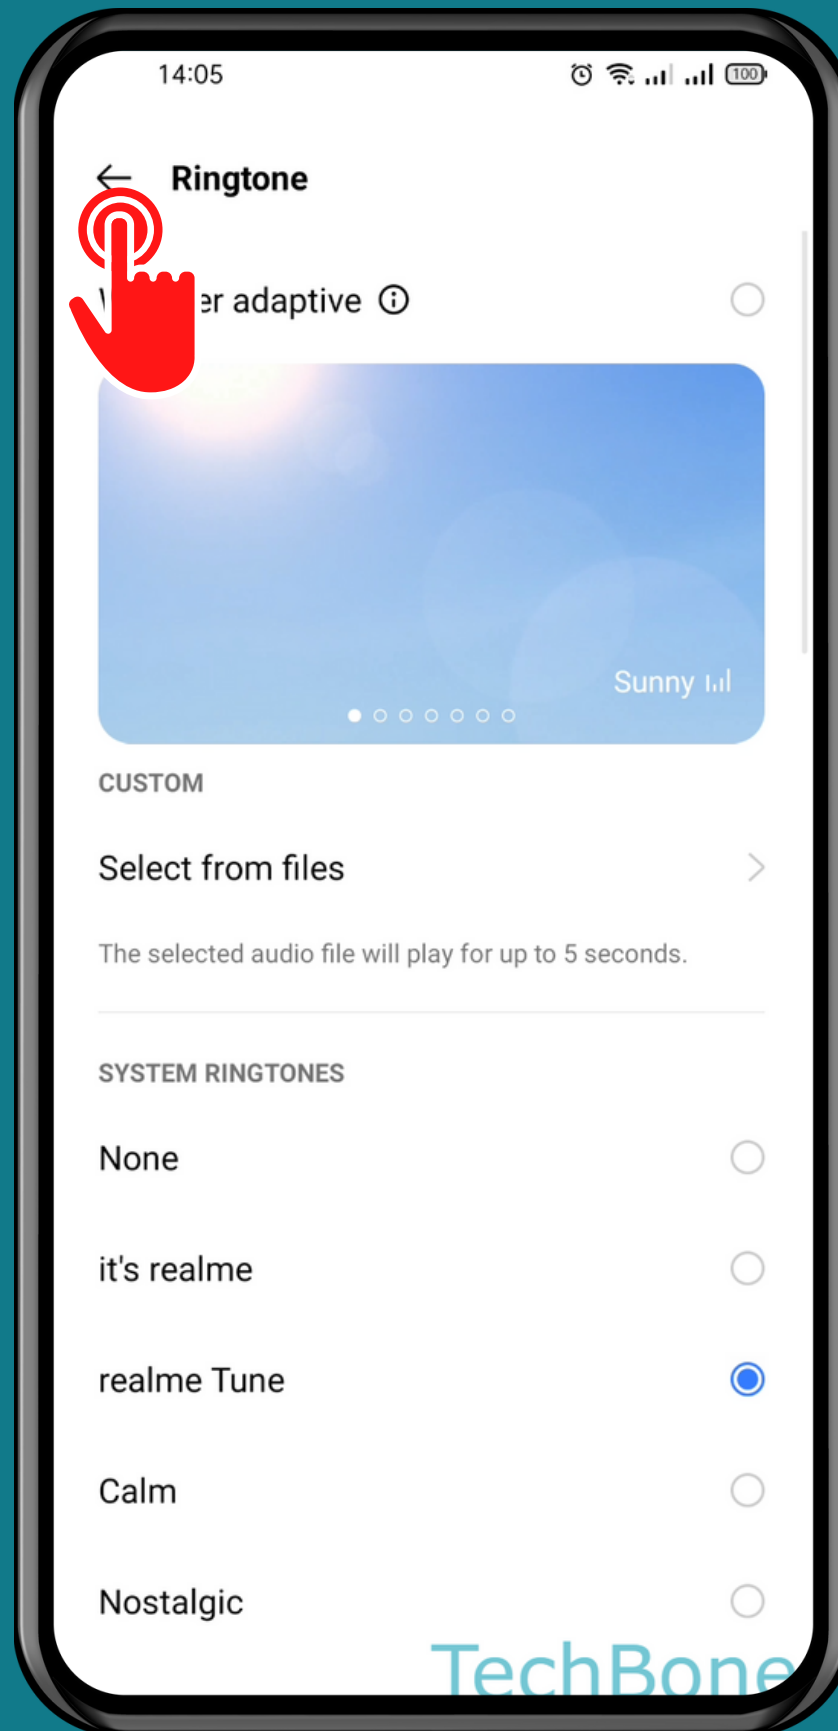 14:05
100
Ringtone
er adaptive
Sunny
CUSTOM
Select from files
The selected audio file will play for up to 5 seconds.
SYSTEM RINGTONES
None
it's realme
realme Tune
Calm
Nostalgic
TechBone